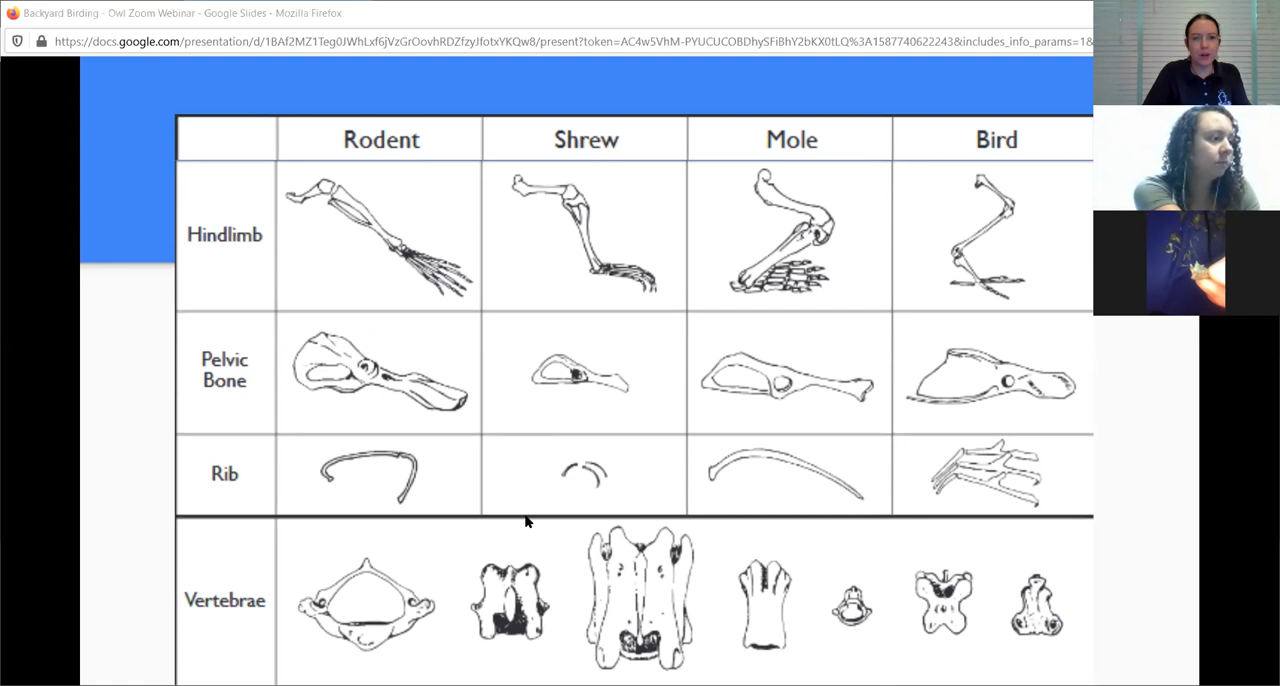 Backyard Birding - Owl Zoom Webinar - Google Slides - Mozilla Firefox
https://docs.google.com/presentation/d/1BAf2MZ1Teg0JWhLxf6jVzGrOovhRDZfzyJfotxYKQw8/present?token=AC4w5VhM-PYUCUCOBDhySFiBhY2bKX0tLQ%3A1587740622243&includes_info_params=1&
Rodent Shrew Mole Bird
Hindlimb
Pelvic
Bone
Rib
Vertebrae